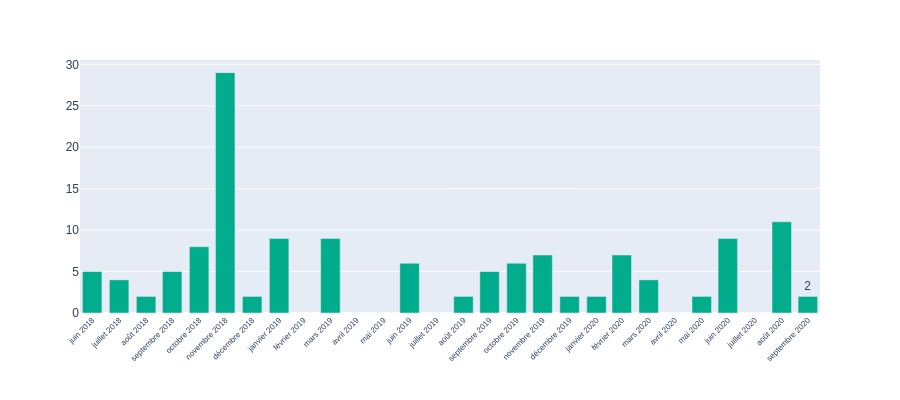 30
25
20
15
10
5
0
2
juin 2018
juillet 2018
août 2018
septembre 2018
octobre 2018
novembre 2018
décembre 2018
janvier 2019
février 2019
mars 2019
avril 2019
mai 2019
juin 2019
juillet 2019
août 2019
septembre 2019
octobre 2019
novembre 2019
décembre 2019
janvier 2020
février 2020
mars 2020
avril 2020
mai 2020
juin 2020
juillet 2020
août 2020
septembre 2020